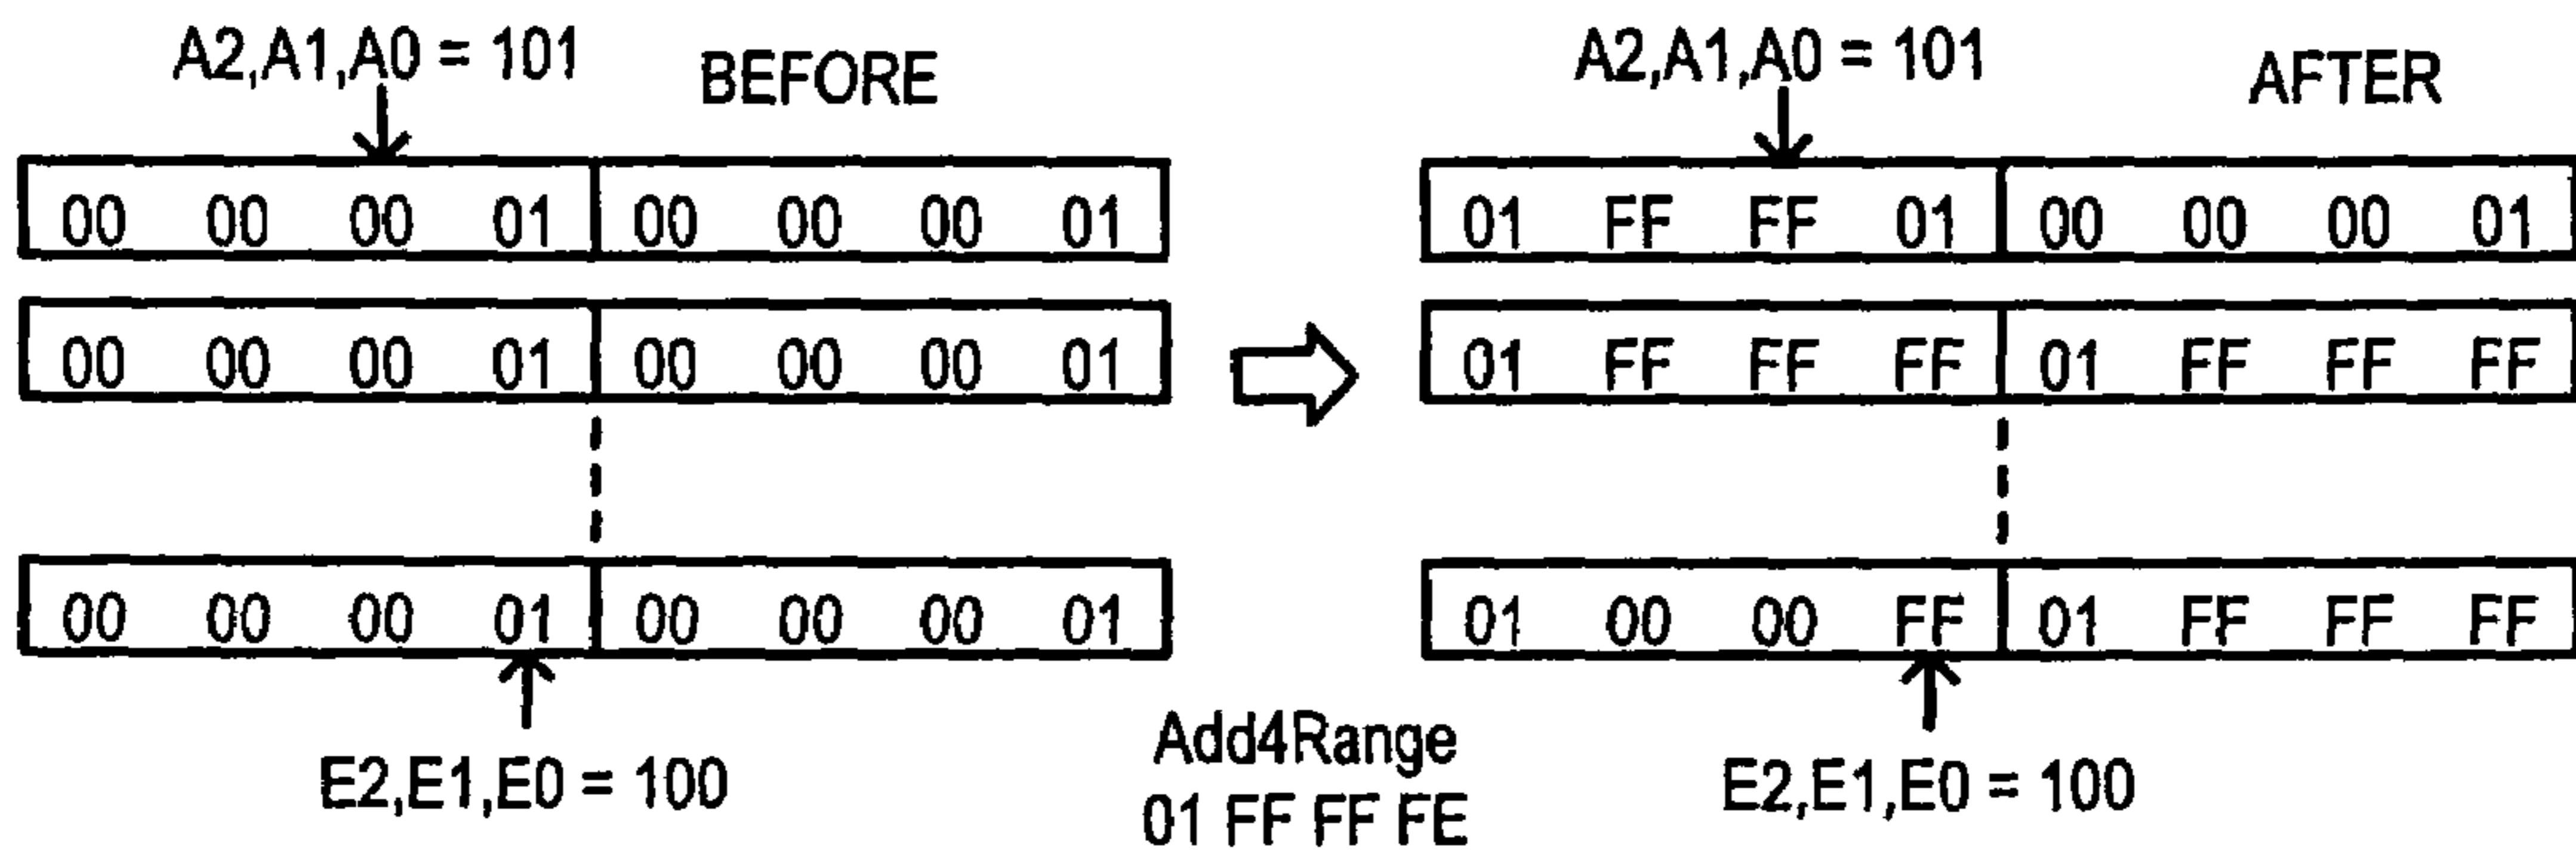 A2,A1,A0 = 101 BEFORE A2,A1,A0 = 101 AFTER
00 00 00 01 00 00 00 01 01 FF FF 01 00 00 00 01
00 00 00 01 00 00 00 01 01 FF FF FF 01 FF FF FF
00 00 00 01 00 00 00 01 01 00 00 FF 01 FF FF FF
E2,E1,E0 = 100 Add4Range E2,E1,E0 = 100
01 FF FF FE